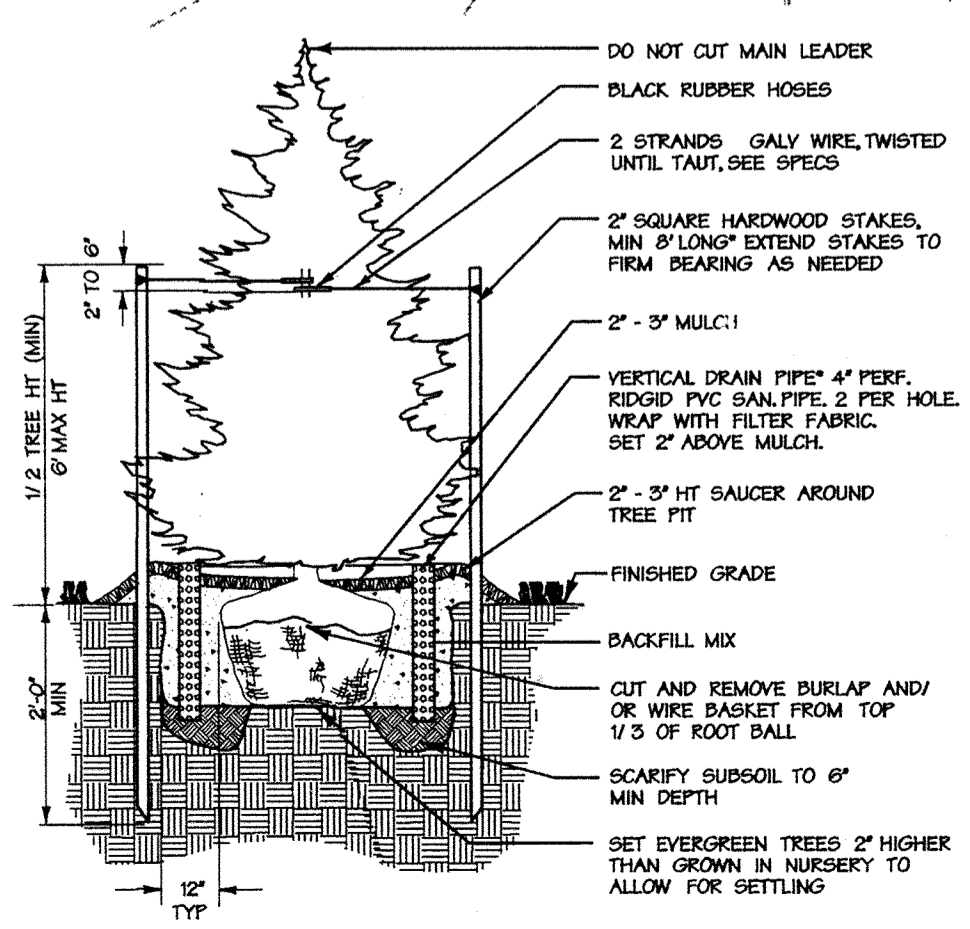 DO NOT CUT MAIN LEADER
BLACK RUBBER HOSES
2 STRANDS GALV WIRE, TWISTED
UNTIL TAUT, SEE SPECS
2" SQUARE HARDWOOD STAKES,
MIN 8' LONG" EXTEND STAKES TO
FIRM BEARING AS NEEDED
2" - 3" MULCH
VERTICAL DRAIN PIPE" 4" PERF.
RIDGID PVC SAN. PIPE. 2 PER HOLE.
WRAP WITH FILTER FABRIC.
SET 2" ABOVE MULCH.
2" - 3" HT SAUCER AROUND
TREE PIT
FINISHED GRADE
BACKFILL MIX
CUT AND REMOVE BURLAP AND/
OR WIRE BASKET FROM TOP
1/3 OF ROOT BALL
SCARIFY SUBSOIL TO 6"
MIN DEPTH
SET EVERGREEN TREES 2" HIGHER
THAN GROWN IN NURSERY TO
ALLOW FOR SETTLING
2" TO 6"
1/2 TREE HT (MIN)
6' MAX HT
2'-0"
MIN
12"
TYP